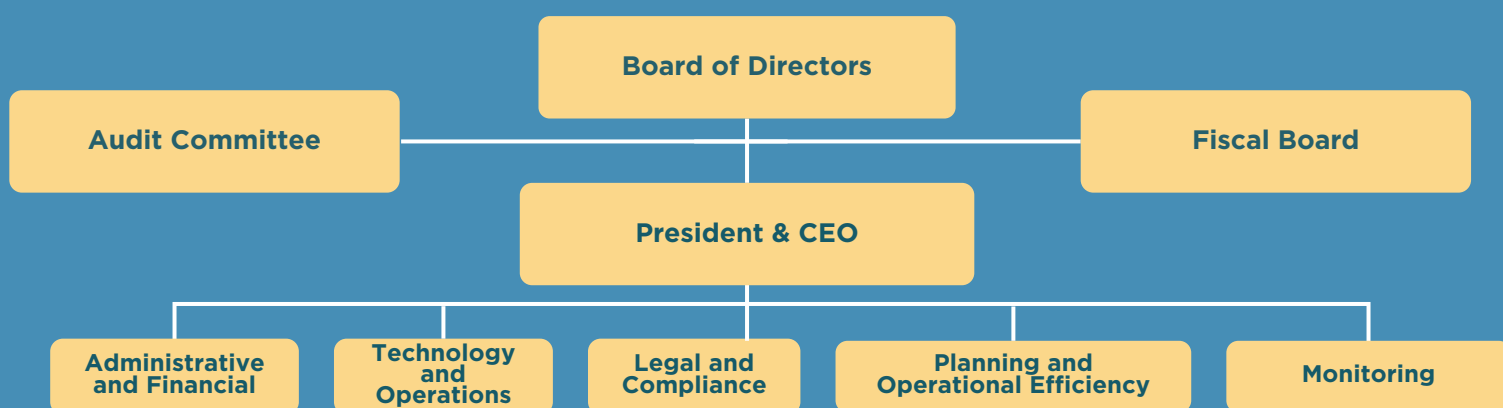 Board of Directors
Audit Committee
Fiscal Board
President & CEO
Administrative
and Financial
Technology
and
Operations
Legal and
Compliance
Planning and
Operational Efficiency
Monitoring